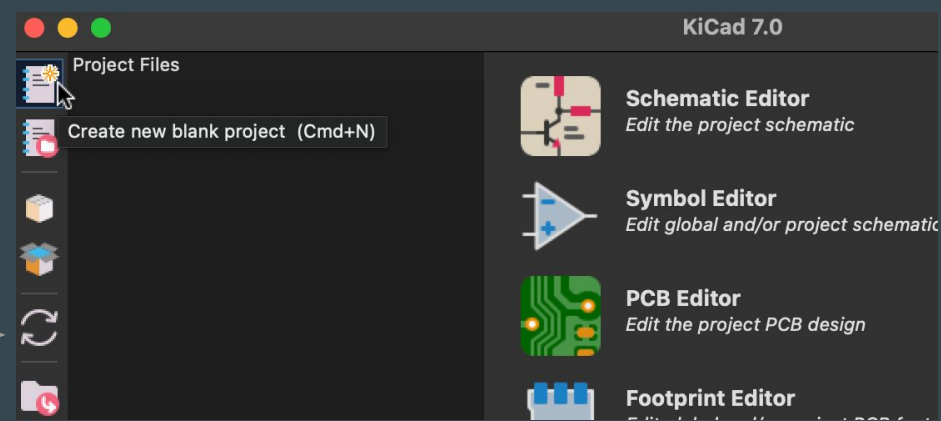 KiCad 7.0
Project Files
Create new blank project (Cmd+N)
Schematic Editor
Edit the project schematic
Symbol Editor
Edit global and/or project schematic
PCB Editor
Edit the project PCB design
Footprint Editor